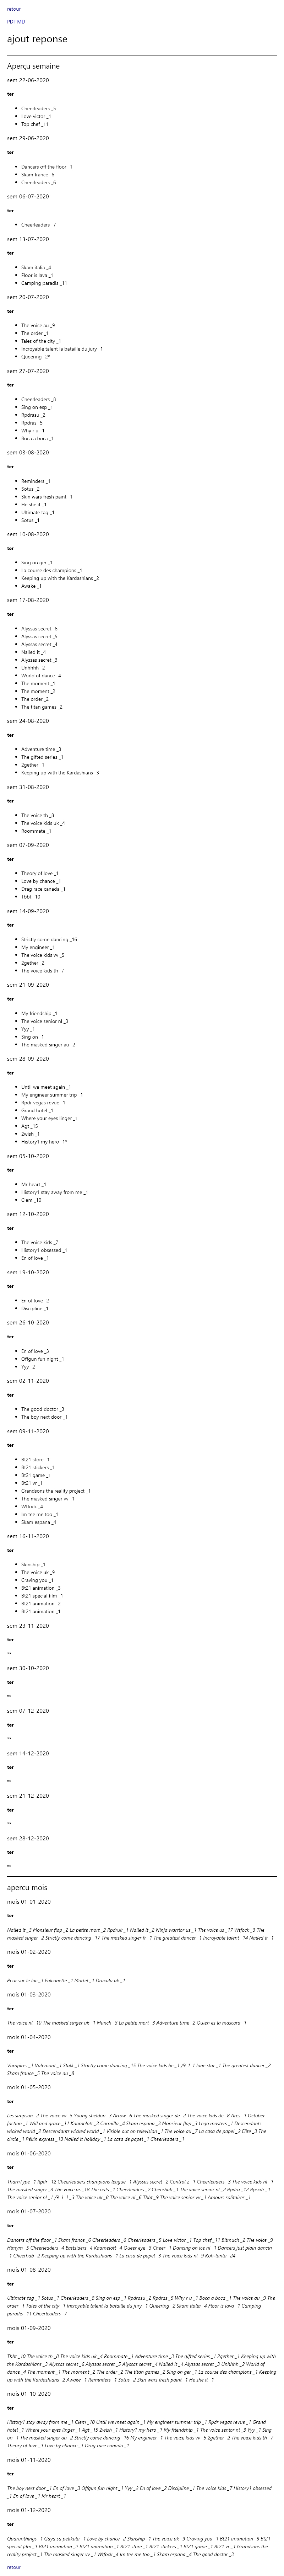 retour
PDF MD
ajout reponse
Aperçu semaine
sem 22-06-2020
ter
Cheerleaders _5
Love victor _1
Top chef _11
sem 29-06-2020
ter
Dancers off the floor _1
Skam france _6
Cheerleaders _6
sem 06-07-2020
ter
Cheerleaders _7
sem 13-07-2020
ter
Skam italia _4
Floor is lava _1
Camping paradis _11
sem 20-07-2020
ter
The voice au _9
The order _1
Tales of the city _1
Incroyable talent la bataille du jury _1
Queering _2*
sem 27-07-2020
ter
Cheerleaders _8
Sing on esp _1
Rpdrasu _2
Rpdras _5
Why r u _1
Boca a boca _1
sem 03-08-2020
ter
Reminders _1
Sotus _2
Skin wars fresh paint _1
He she it _1
Ultimate tag _1
Sotus _1
sem 10-08-2020
ter
Sing on ger _1
La course des champions _1
Keeping up with the Kardashians _2
Awake _1
sem 17-08-2020
ter
Alyssas secret _6
Alyssas secret _5
Alyssas secret _4
Nailed it _4
Alyssas secret _3
Unhhhh _2
World of dance _4
The moment _1
The moment _2
The order _2
The titan games _2
sem 24-08-2020
ter
Adventure time _3
The gifted series _1
2gether _1
Keeping up with the Kardashians _3
sem 31-08-2020
ter
The voice th _8
The voice kids uk _4
Roommate _1
sem 07-09-2020
ter
Theory of love _1
Love by chance _1
Drag race canada _1
Tbbt _10
sem 14-09-2020
ter
Strictly come dancing _16
My engineer _1
The voice kids vv _5
2gether _2
The voice kids th _7
sem 21-09-2020
ter
My friendship _1
The voice senior nl _3
Yyy _1
Sing on _1
The masked singer au _2
sem 28-09-2020
ter
Until we meet again _1
My engineer summer trip _1
Rpdr vegas revue _1
Grand hotel _1
Where your eyes linger _1
Agt _15
2wish _1
History1 my hero _1*
sem 05-10-2020
ter
Mr heart _1
History1 stay away from me _1
Clem _10
sem 12-10-2020
ter
The voice kids _7
History1 obsessed _1
En of love _1
sem 19-10-2020
ter
En of love _2
Discipline _1
sem 26-10-2020
ter
En of love _3
Offgun fun night _1
Yyy _2
sem 02-11-2020
ter
The good doctor _3
The boy next door _1
sem 09-11-2020
ter
Bt21 store _1
Bt21 stickers _1
Bt21 game _1
Bt21 vr _1
Grandsons the reality project _1
The masked singer vv _1
Wtfock _4
Im tee me too _1
Skam espana _4
sem 16-11-2020
ter
Skinship _1
The voice uk _9
Craving you _1
Bt21 animation _3
Bt21 special film _1
Bt21 animation _2
Bt21 animation _1
sem 23-11-2020
ter
**
sem 30-10-2020
ter
**
sem 07-12-2020
ter
**
sem 14-12-2020
ter
**
sem 21-12-2020
ter
**
sem 28-12-2020
ter
**
apercu mois
mois 01-01-2020
ter
Nailed it _3 Monsieur flap _2 La petite mort _2 Rpdruk _1 Nailed it _2 Ninja warrior us _1 The voice us _17 Wtfock _3 The
masked singer _2 Strictly come dancing _17 The masked singer fr _1 The greatest dancer _1 Incroyable talent _14 Nailed it _1
mois 01-02-2020
ter
Peur sur le lac _1 Falconette _1 Mortel _1 Dracula uk _1
mois 01-03-2020
ter
The voice nl _10 The masked singer uk _1 Munch _3 La petite mort _3 Adventure time _2 Quien es la mascara _1
mois 01-04-2020
ter
Vampires _1 Valemont _1 Stalk _1 Strictly come dancing _15 The voice kids be _1 /9-1-1 lone star _1 The greatest dancer _2
Skam france _5 The voice au _8
mois 01-05-2020
ter
Les simpson _2 The voice vv _5 Young sheldon _3 Arrow _6 The masked singer de _2 The voice kids de _8 Ares _1 October
faction _1 Will and grace _11 Kaamelott _3 Carmilla _4 Skam espana _3 Monsieur flap _3 Lego masters _1 Descendants
wicked world _2 Descendants wicked world _1 Visible out on television _1 The voice au _7 La casa de papel _2 Elite _3 The
circle _1 Pékin express _13 Nailed it holiday _1 La casa de papel _1 Cheerleaders _1
mois 01-06-2020
ter
TharnType _1 Rpdr _12 Cheerleaders champions league _1 Alyssas secret _2 Control z _1 Cheerleaders _3 The voice kids nl _1
The masked singer _3 The voice us _18 The outs _1 Cheerleaders _2 Cheerhab _1 The voice senior nl _2 Rpdru _12 Rpscdr _1
The voice senior nl _1 /9-1-1 _3 The voice uk _8 The voice nl _6 Tbbt _9 The voice senior vv _1 Amours solitaires _1
mois 01-07-2020
ter
Dancers off the floor _1 Skam france_6 Cheerleaders _6 Cheerleaders _5 Love victor _1 Top chef_11 Bitmuch _2 The voice _9
Hornym _5 Cheerleaders _4 Eastsiders _4 Kaamelott _4 Queer eye _3 Cheer _1 Dancing on ice nl _1 Dancers just plain dancin
_1 Cheerhab _2 Keeping up with the Kardashians _1 La casa de papel _3 The voice kids nl _9 Koh-lanta _24
mois 01-08-2020
ter
Ultimate tag _1 Sotus _1 Cheerleaders _8 Sing on esp _1 Rpdrasu _2 Rpdras _5 Why r u _1 Boca a boca _1 The voice au _9 The
order _1 Tales of the city _1 Incroyable talent la bataille du jury _1 Queering _2 Skam italia _4 Floor is lava _1 Camping
paradis _11 Cheerleaders _7
mois 01-09-2020
ter
Tbbt _10 The voice th _8 The voice kids uk _4 Roommate _1 Adventure time _3 The gifted series _1 2gether _1 Keeping up with
the Kardashians _3 Alyssas secret _6 Alyssas secret _5 Alyssas secret _4 Nailed it _4 Alyssas secret _3 Unhhhh _2 World of
dance _4 The moment _1 The moment _2 The order _2 The titan games _2 Sing on ger _1 La course des champions _1 Keeping
up with the Kardashians _2 Awake _1 Reminders _1 Sotus _2 Skin wars fresh paint _1 He she it _1
mois 01-10-2020
ter
History1 stay away from me _1 Clem _10 Until we meet again _1 My engineer summer trip _1 Rpdr vegas revue _1 Grand
hotel _1 Where your eyes linger _1 Agt _15 2wish _1 History1 my hero _1 My friendship _1 The voice senior nl _3 Yyy _1 Sing
on _1 The masked singer au _2 Strictly come dancing _16 My engineer _1 The voice kids vv _5 2gether _2 The voice kids th _7
Theory of love _1 Love by chance _1 Drag race canada _1
mois 01-11-2020
ter
The boy next door _1 En of love _3 Offgun fun night _1 Yyy _2 En of love _2 Discipline _1 The voice kids _7 History1 obsessed
_1 En of love _1 Mr heart _1
mois 01-12-2020
ter
Quaranthings _1 Gaya sa pelikula _1 Love by chance _2 Skinship _1 The voice uk _9 Craving you _1 Bt21 animation _3 Bt21
special film _1 Bt21 animation _2 Bt21 animation _1 Bt21 store _1 Bt21 stickers _1 Bt21 game _1 Bt21 vr _1 Grandsons the
reality project _1 The masked singer vv _1 Wtfock _4 Im tee me too _1 Skam espana _4 The good doctor _3
retour